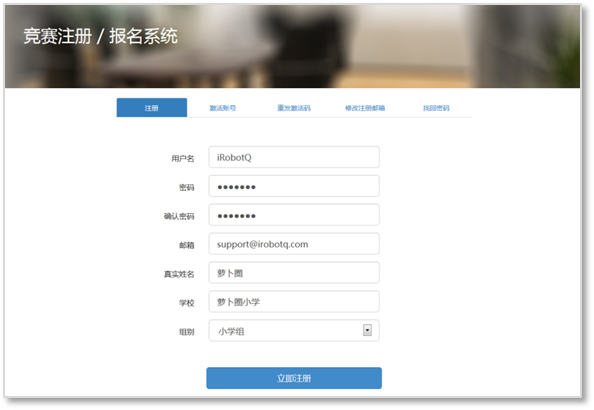 竞赛注册 / 报名系统
注册 激活账号 重发激活码 修改注册邮箱 找回密码
用户名 iRobotQ
密码 ●●●●●●●
确认密码 ●●●●●●●
邮箱 support@irobotq.com
真实姓名 萝卜圈
学校 萝卜圈小学
组别 小学组
立即注册